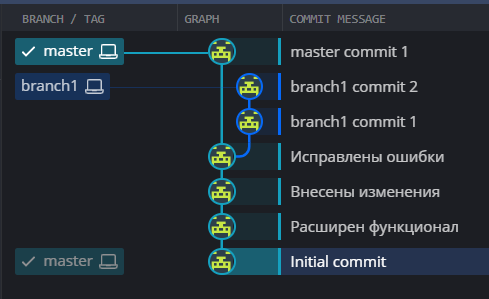 BRANCH / TAG GRAPH COMMIT MESSAGE
master master commit 1
branch1 branch1 commit 2
branch1 commit 1
Исправлены ошибки
Внесены изменения
Расширен функционал
master Initial commit